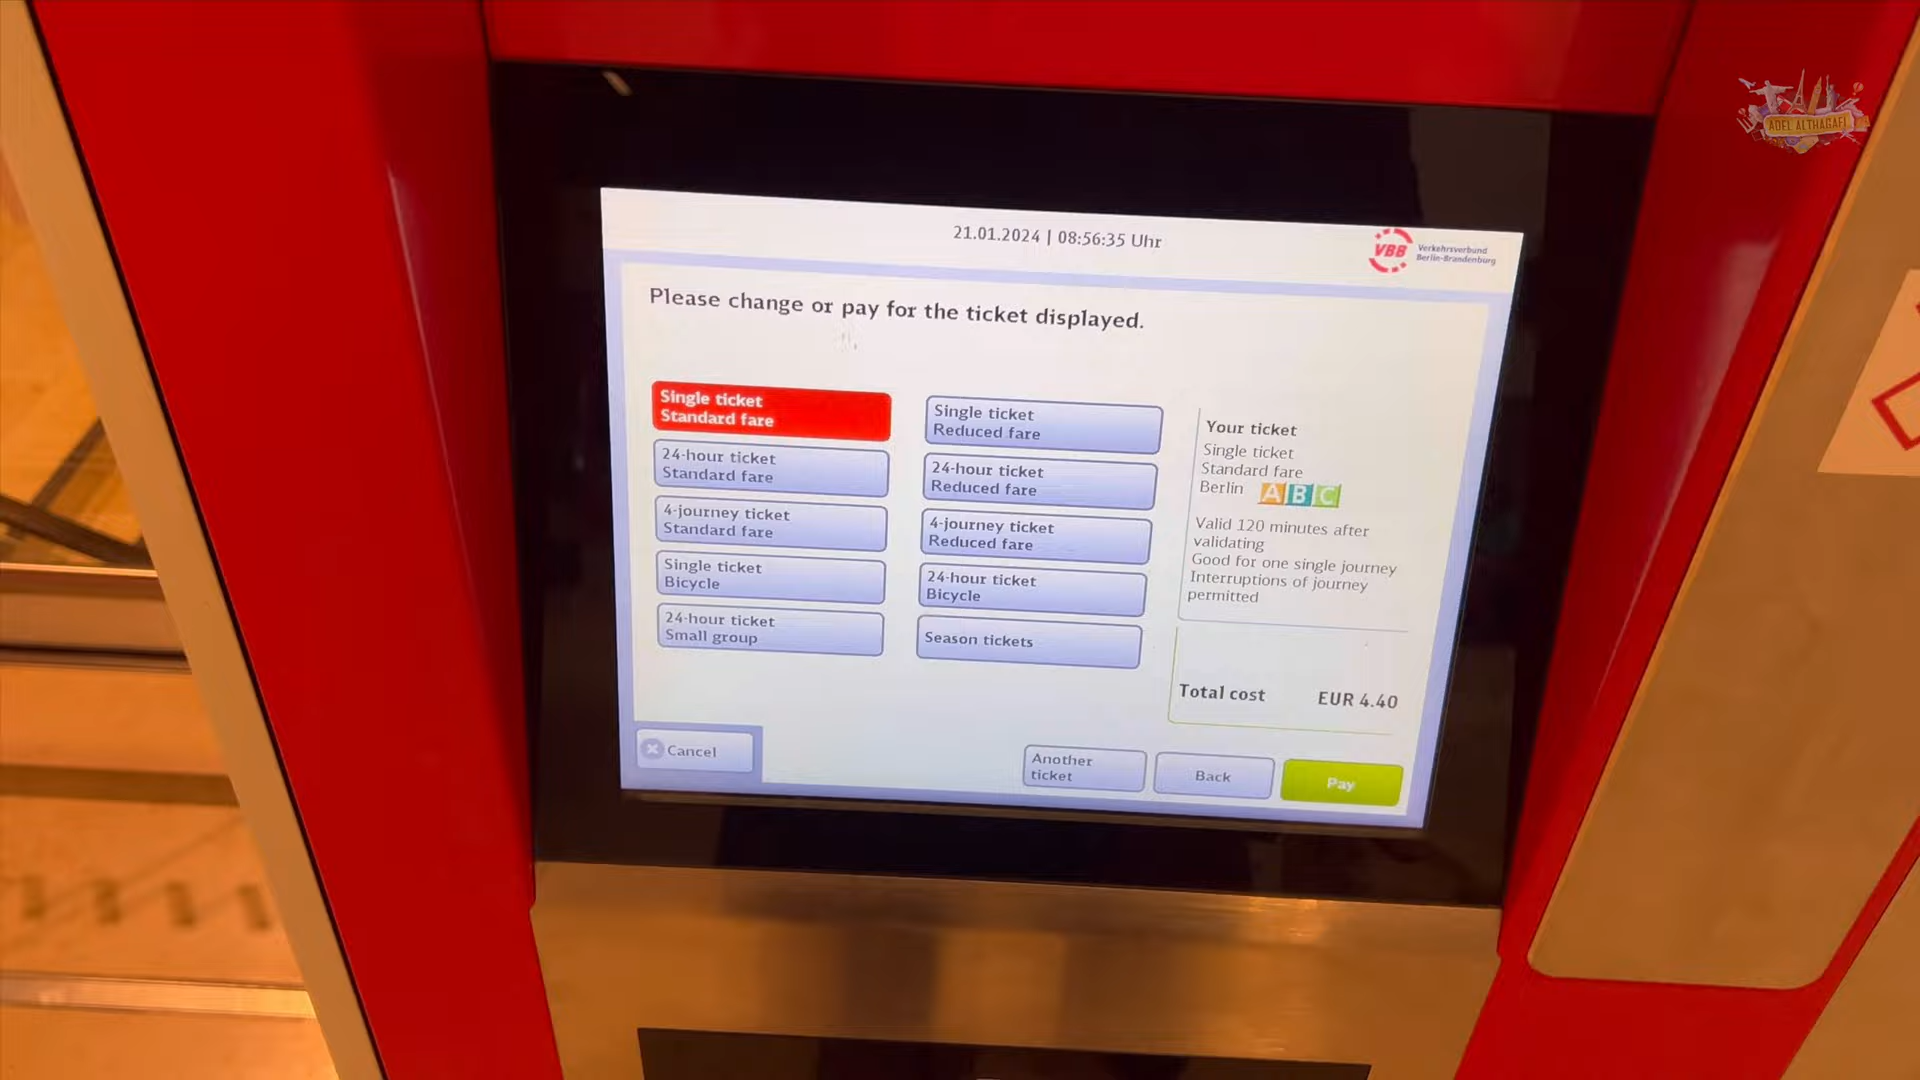 ADEL ALTHAGAFI
21.01.2024 | 08:56:35 Uhr
VBB
Verkehrsverbund
Berlin-Brandenburg
Please change or pay for the ticket displayed.
Single ticket
Standard fare
24-hour ticket
Standard fare
4-journey ticket
Standard fare
Single ticket
Bicycle
24-hour ticket
Small group
Single ticket
Reduced fare
24-hour ticket
Reduced fare
4-journey ticket
Reduced fare
24-hour ticket
Bicycle
Season tickets
Your ticket
Single ticket
Standard fare
Berlin A B C
Valid 120 minutes after
validating
Good for one single journey
Interruptions of journey
permitted
Total cost EUR 4.40
Cancel
Another
ticket
Back
Pay